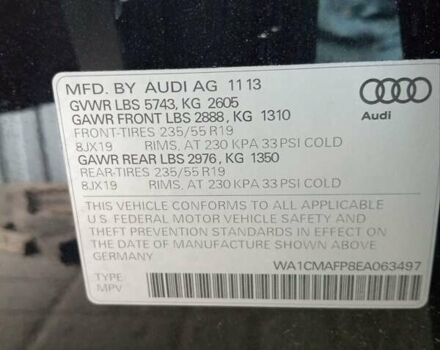 MFD. BY AUDI AG 11 13
GVWR LBS 5743, KG 2605
GAWR FRONT LBS 2888, KG 1310
FRONT-TIRES 235/55 R19
8JX19 RIMS, AT 230 KPA 33 PSI COLD
GAWR REAR LBS 2976, KG 1350
REAR-TIRES 235/55 R19
8JX19 RIMS, AT 230 KPA 33 PSI COLD
Audi
THIS VEHICLE CONFORMS TO ALL APPLICABLE
U.S. FEDERAL MOTOR VEHICLE SAFETY AND
THEFT PREVENTION STANDARDS IN EFFECT ON
THE DATE OF MANUFACTURE SHOWN ABOVE.
GERMANY WA1CMAFP8EA063497
TYPE:
MPV